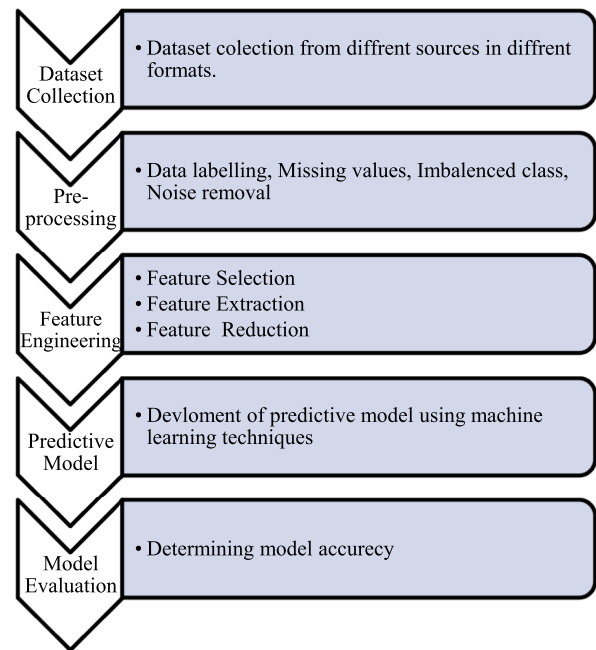 Dataset
Collection
• Dataset colection from diffrent sources in diffrent
formats.
Pre-
processing
• Data labelling, Missing values, Imbalenced class,
Noise removal
Feature
Engineering
• Feature Selection
• Feature Extraction
• Feature Reduction
Predictive
Model
• Devloment of predictive model using machine
learning techniques
Model
Evaluation
• Determining model accurecy